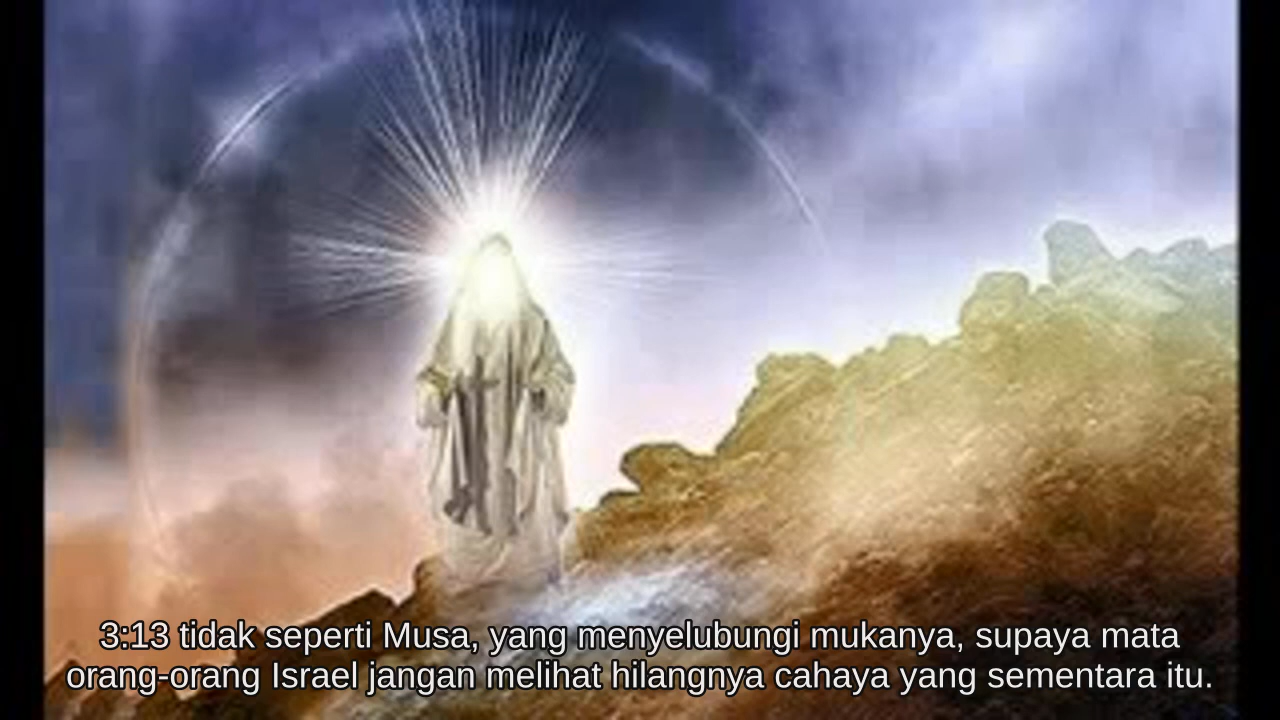 3:13 tidak seperti Musa, yang menyelubungi mukanya, supaya mata
orang-orang Israel jangan melihat hilangnya cahaya yang sementara itu.